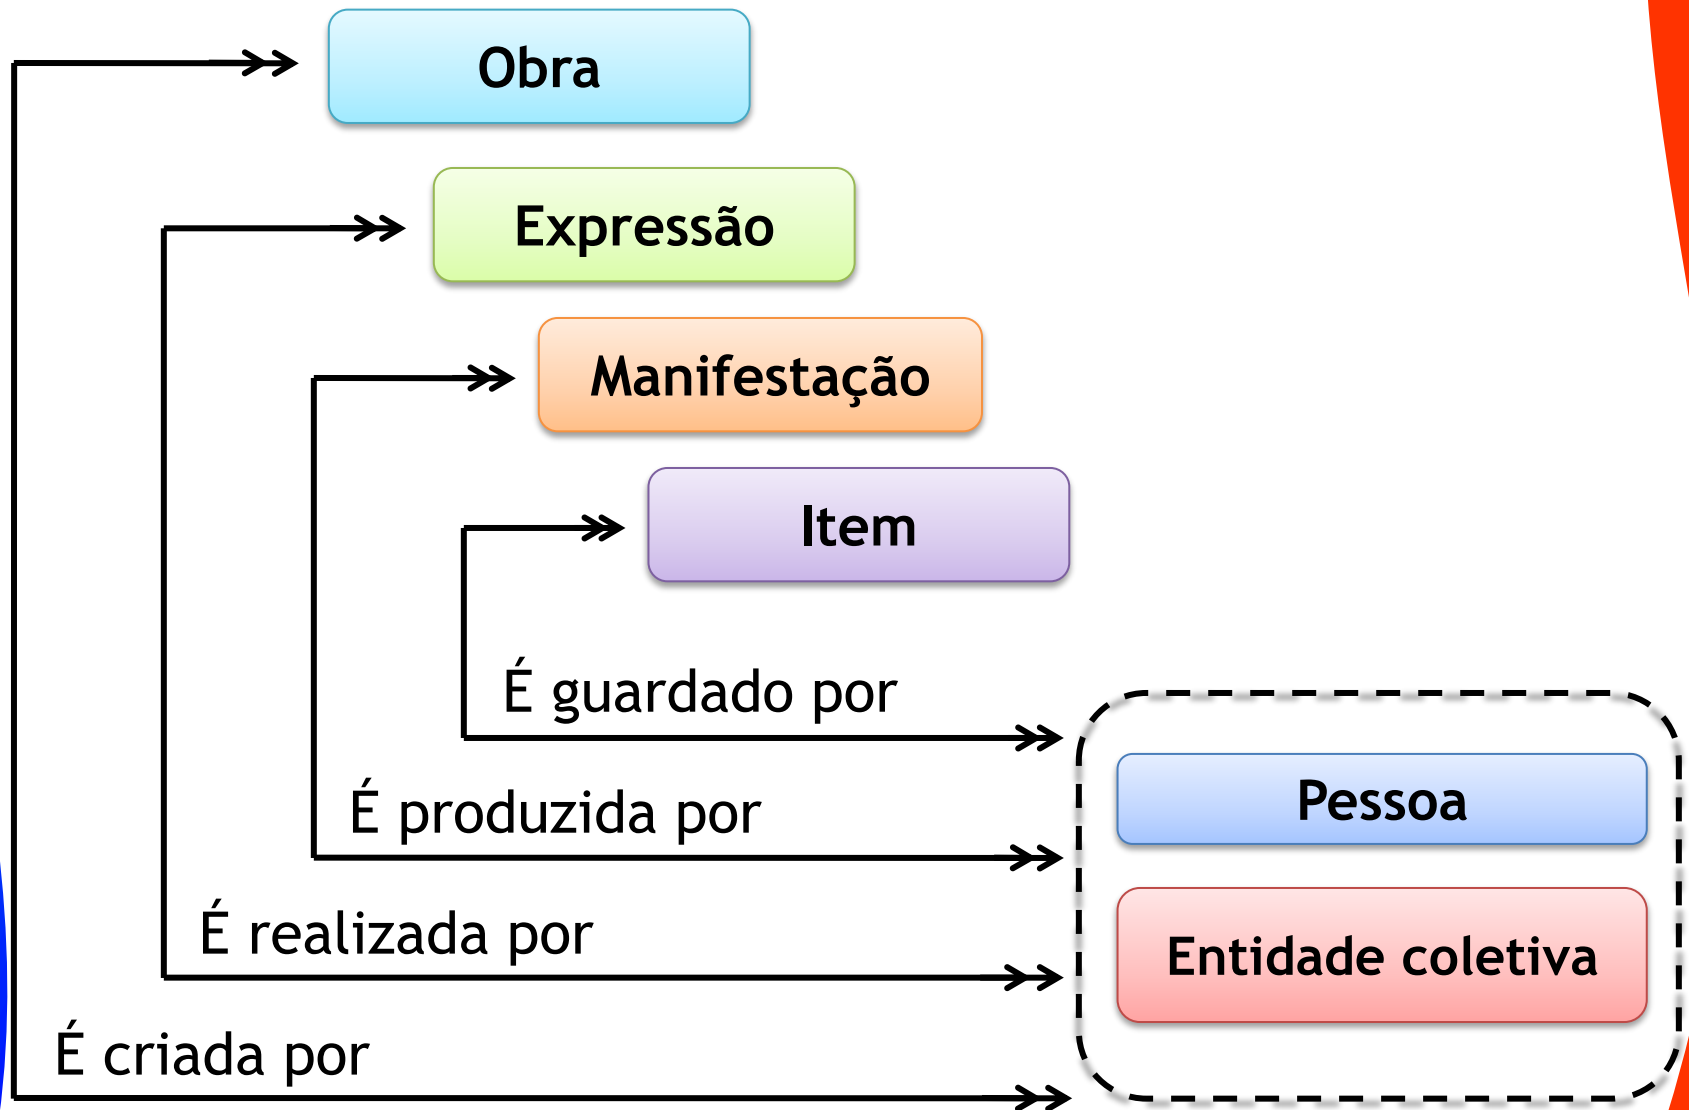 Obra
Expressão
Manifestação
Item
É guardado por
É produzida por
Pessoa
É realizada por
Entidade coletiva
É criada por